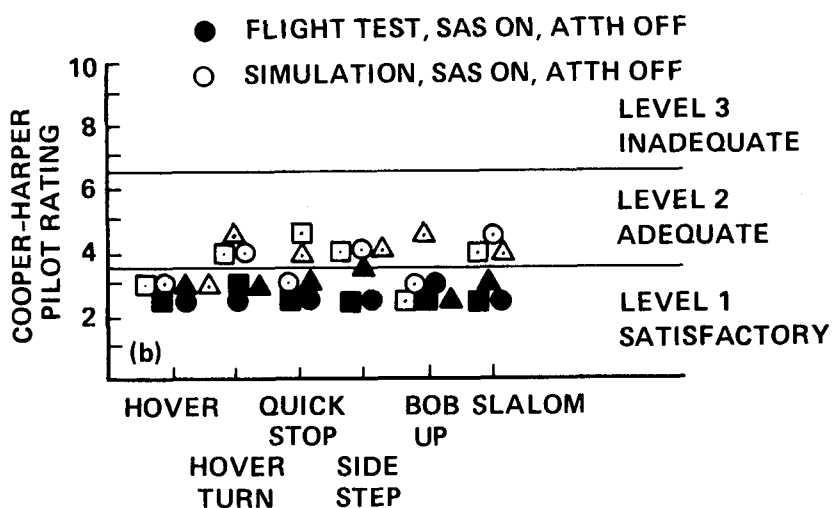 FLIGHT TEST, SAS ON, ATTH OFF
SIMULATION, SAS ON, ATTH OFF
COOPER-HARPER
PILOT RATING
10
8
6
4
2
LEVEL 3
INADEQUATE
LEVEL 2
ADEQUATE
LEVEL 1
SATISFACTORY
(b)
HOVER
HOVER
TURN
QUICK
STOP
SIDE
STEP
BOB
UP
SLALOM